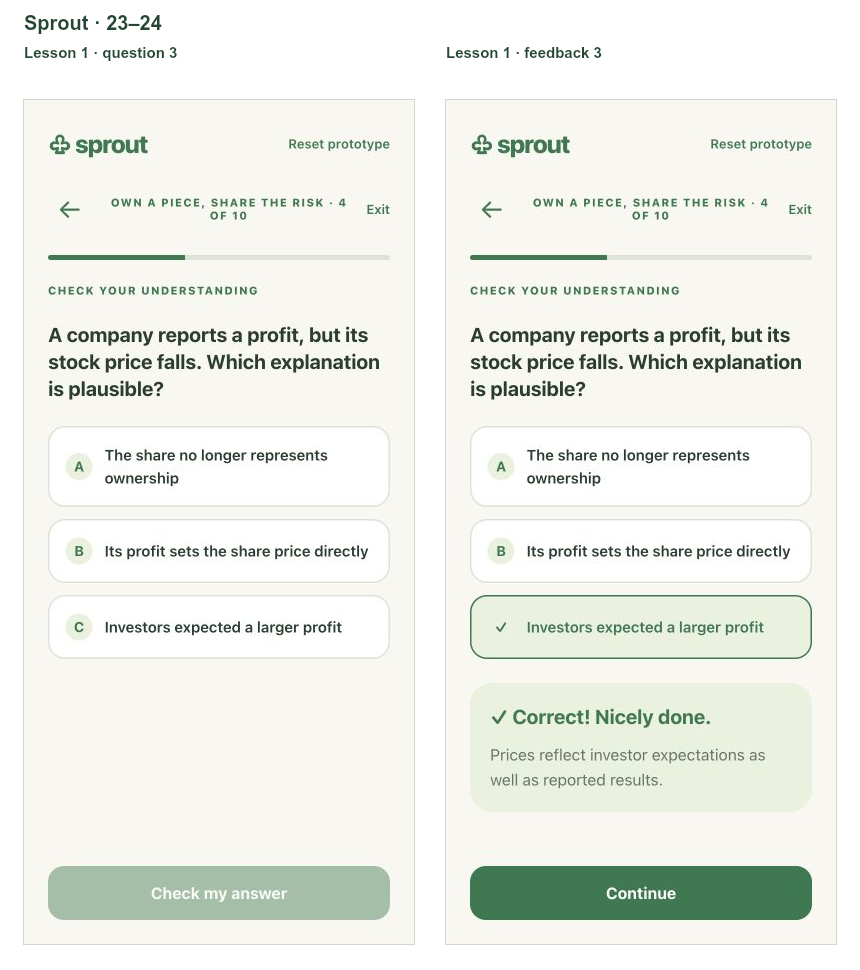 Sprout · 23–24
Lesson 1 · question 3
sprout
Reset prototype
OWN A PIECE, SHARE THE RISK · 4
OF 10
Exit
CHECK YOUR UNDERSTANDING
A company reports a profit, but its
stock price falls. Which explanation
is plausible?
A
The share no longer represents
ownership
B
Its profit sets the share price directly
C
Investors expected a larger profit
Check my answer
Lesson 1 · feedback 3
sprout
Reset prototype
OWN A PIECE, SHARE THE RISK · 4
OF 10
Exit
CHECK YOUR UNDERSTANDING
A company reports a profit, but its
stock price falls. Which explanation
is plausible?
A
The share no longer represents
ownership
B
Its profit sets the share price directly
✓
Investors expected a larger profit
✓ Correct! Nicely done.
Prices reflect investor expectations as
well as reported results.
Continue